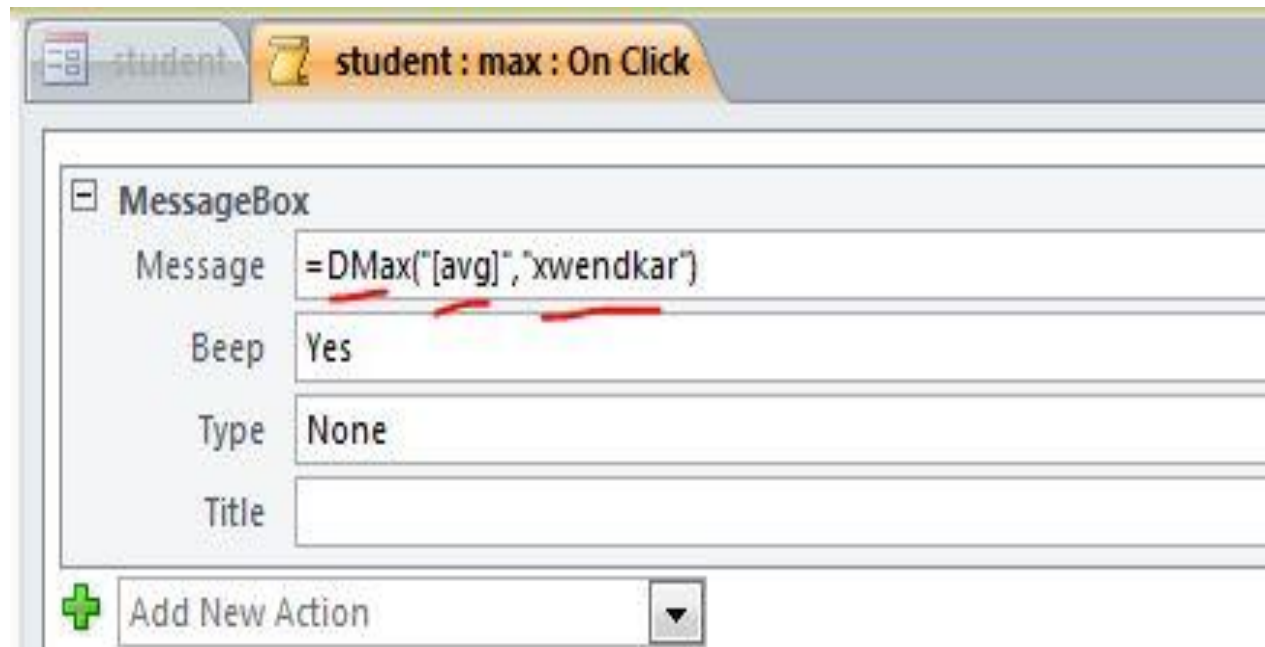 student student : max : On Click
MessageBox
Message =DMax("[avg]","xwendkar")
Beep Yes
Type None
Title
Add New Action